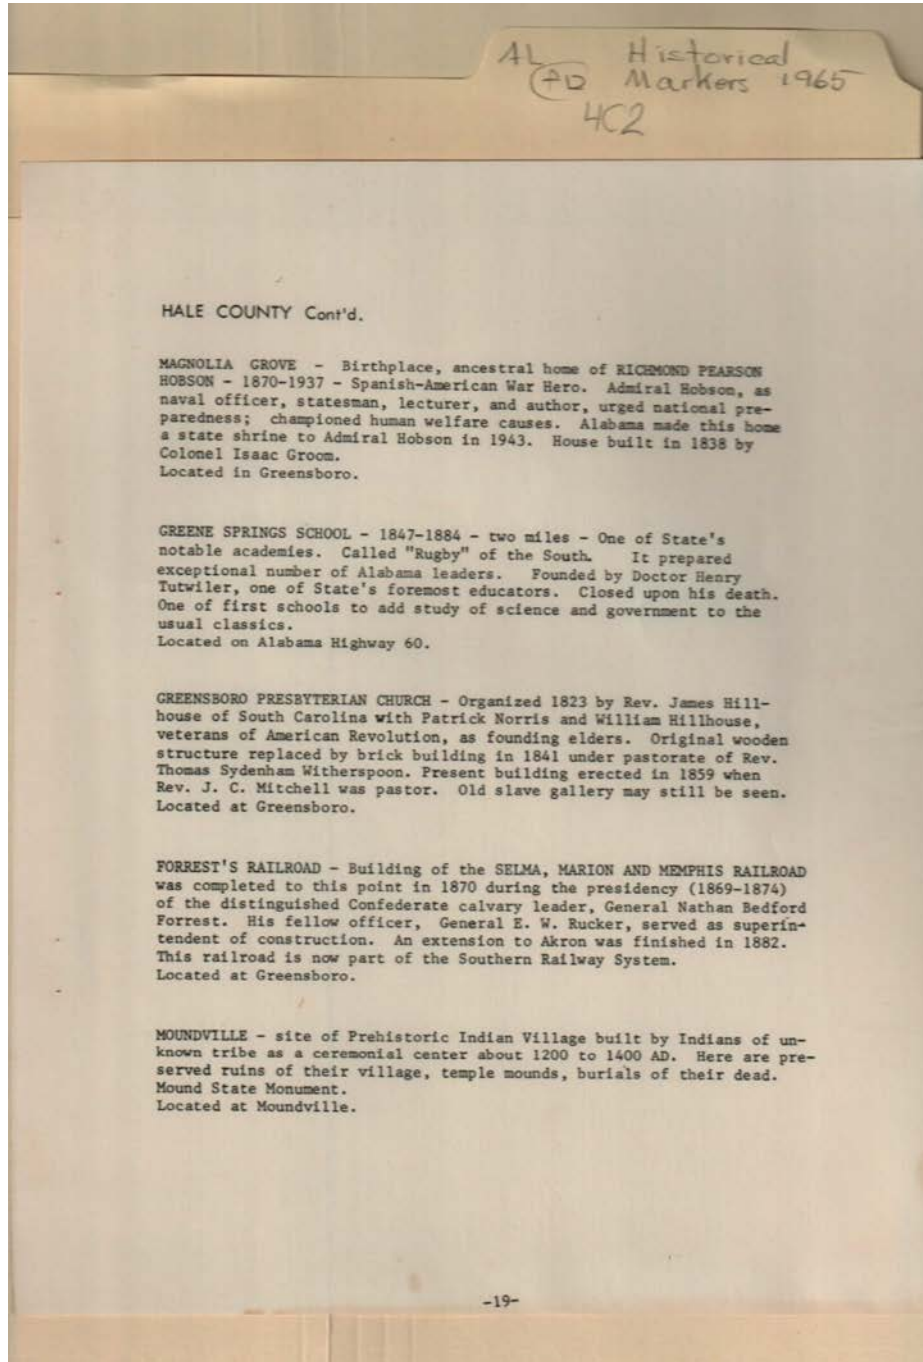 AL Historical
AD Markers 1965
4C2
HALE COUNTY Cont'd.
MAGNOLIA GROVE - Birthplace, ancestral home of RICHMOND PEARSON
HOBSON - 1870-1937 - Spanish-American War Hero. Admiral Hobson, as
naval officer, statesman, lecturer, and author, urged national pre-
paredness; championed human welfare causes. Alabama made this home
a state shrine to Admiral Hobson in 1943. House built in 1838 by
Colonel Isaac Groom.
Located in Greensboro.
GREENE SPRINGS SCHOOL - 1847-1884 - two miles - One of State's
notable academies. Called "Rugby" of the South. It prepared
exceptional number of Alabama leaders. Founded by Doctor Henry
Tutwiler, one of State's foremost educators. Closed upon his death.
One of first schools to add study of science and government to the
usual classics.
Located on Alabama Highway 60.
GREENSBORO PRESBYTERIAN CHURCH - Organized 1823 by Rev. James Hill-
house of South Carolina with Patrick Norris and William Hillhouse,
veterans of American Revolution, as founding elders. Original wooden
structure replaced by brick building in 1841 under pastorate of Rev.
Thomas Sydenham Witherspoon. Present building erected in 1859 when
Rev. J. C. Mitchell was pastor. Old slave gallery may still be seen.
Located at Greensboro.
FORREST'S RAILROAD - Building of the SELMA, MARION AND MEMPHIS RAILROAD
was completed to this point in 1870 during the presidency (1869-1874)
of the distinguished Confederate calvary leader, General Nathan Bedford
Forrest. His fellow officer, General E. W. Rucker, served as superin-
tendent of construction. An extension to Akron was finished in 1882.
This railroad is now part of the Southern Railway System.
Located at Greensboro.
MOUNDVILLE - site of Prehistoric Indian Village built by Indians of un-
known tribe as a ceremonial center about 1200 to 1400 AD. Here are pre-
served ruins of their village, temple mounds, burials of their dead.
Mound State Monument.
Located at Moundville.
-19-